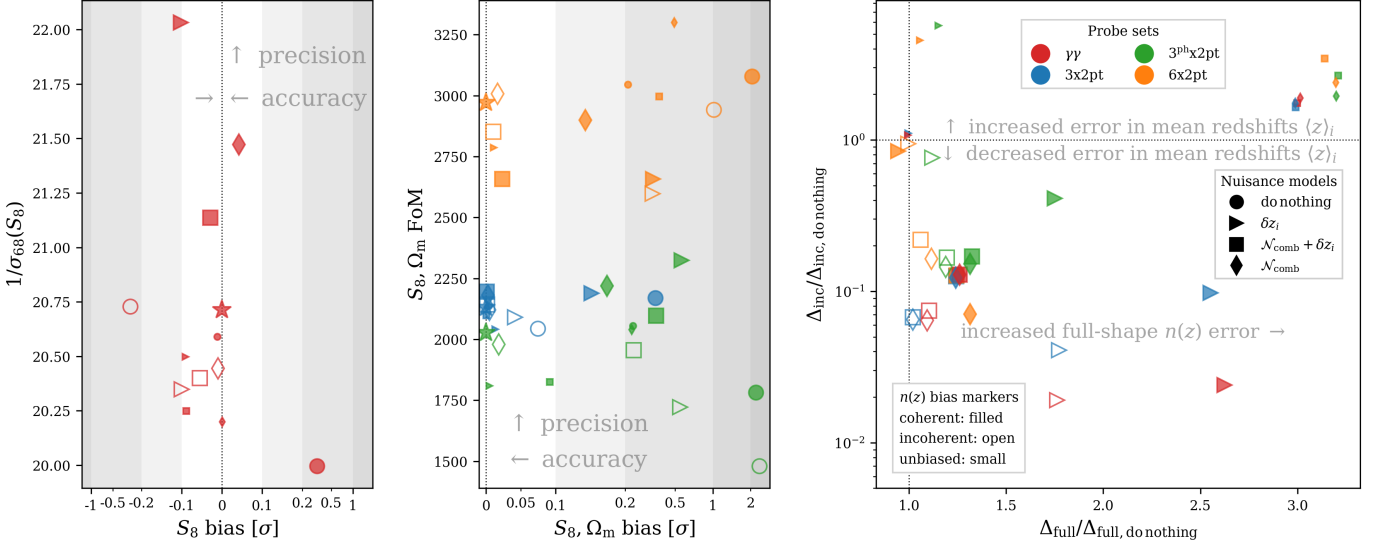 22.00
21.75
21.50
21.25
21.00
20.75
20.50
20.25
20.00
1/σ₆₈(S₈)
↑ precision
→ ← accuracy
-1 -0.5 -0.2 -0.1 0 0.1 0.2 0.5 1
S₈ bias [σ]
3250
3000
2750
2500
2250
2000
1750
1500
S₈, Ωₘ FoM
↑ precision
← accuracy
0 0.05 0.1 0.2 0.5 1 2
S₈, Ωₘ bias [σ]
Probe sets
γγ
3x2pt
3ᵖʰx2pt
6x2pt
10⁰
10⁻¹
10⁻²
Δ_inc/Δ_inc, do nothing
↑ increased error in mean redshifts ⟨z⟩ᵢ
↓ decreased error in mean redshifts ⟨z⟩ᵢ
Nuisance models
do nothing
δzᵢ
𝒩_comb + δzᵢ
𝒩_comb
increased full-shape n(z) error →
n(z) bias markers
coherent: filled
incoherent: open
unbiased: small
1.0 1.5 2.0 2.5 3.0
Δ_full/Δ_full, do nothing